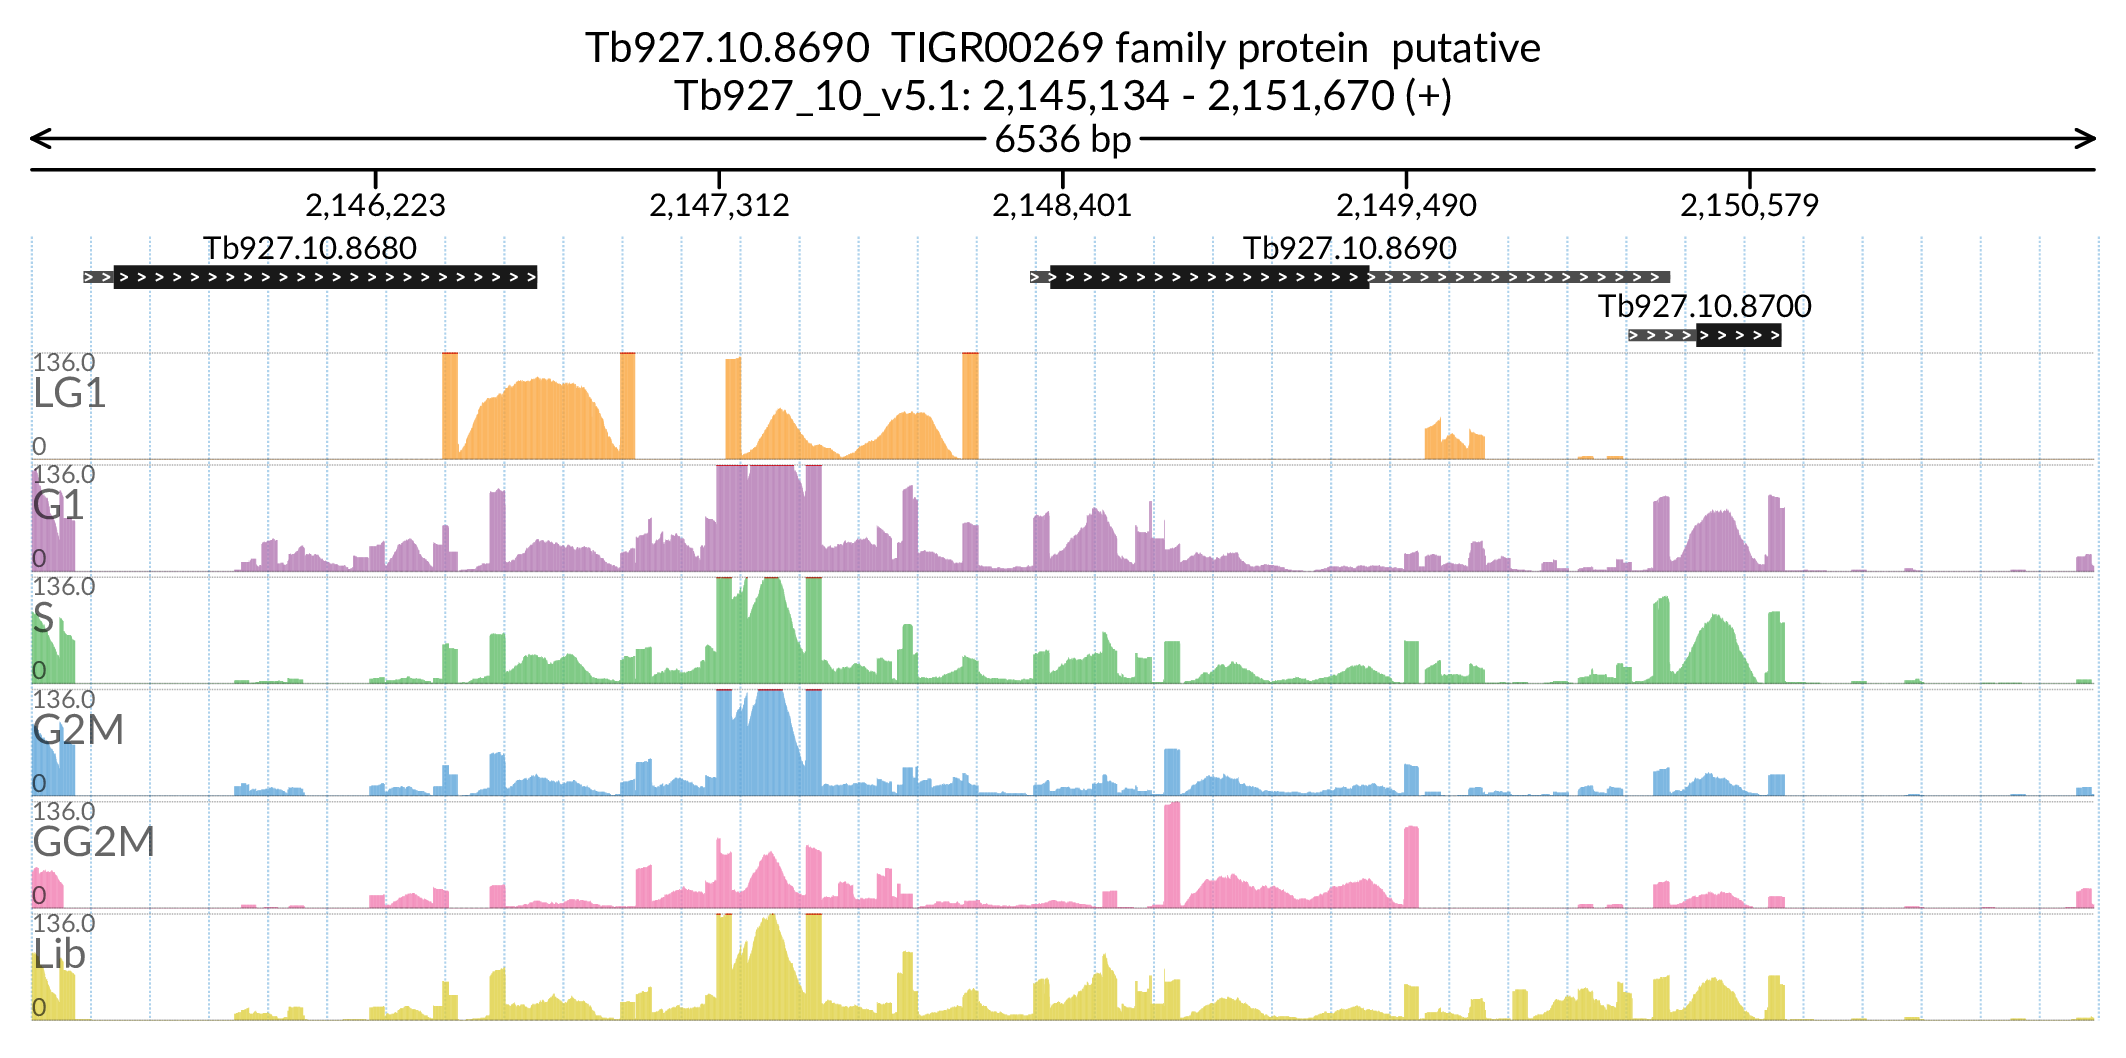 Tb927.10.8690  TIGR00269 family protein  putative
Tb927_10_v5.1: 2,145,134 - 2,151,670 (+)
6536 bp
2,146,223 2,147,312 2,148,401 2,149,490 2,150,579
Tb927.10.8680 Tb927.10.8690
Tb927.10.8700
136.0
LG1
0
136.0
G1
0
136.0
S
0
136.0
G2M
0
136.0
GG2M
0
136.0
Lib
0